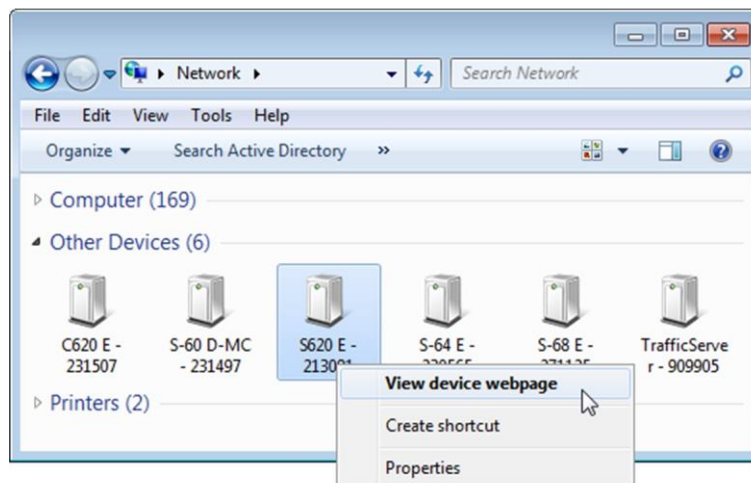 Network
Search Network
File Edit View Tools Help
Organize Search Active Directory »
Computer (169)
Other Devices (6)
C620 E -
231507
S-60 D-MC
- 231497
S620 E -
S-64 E -
S-68 E -
TrafficServe
r - 909905
Printers (2)
View device webpage
Create shortcut
Properties